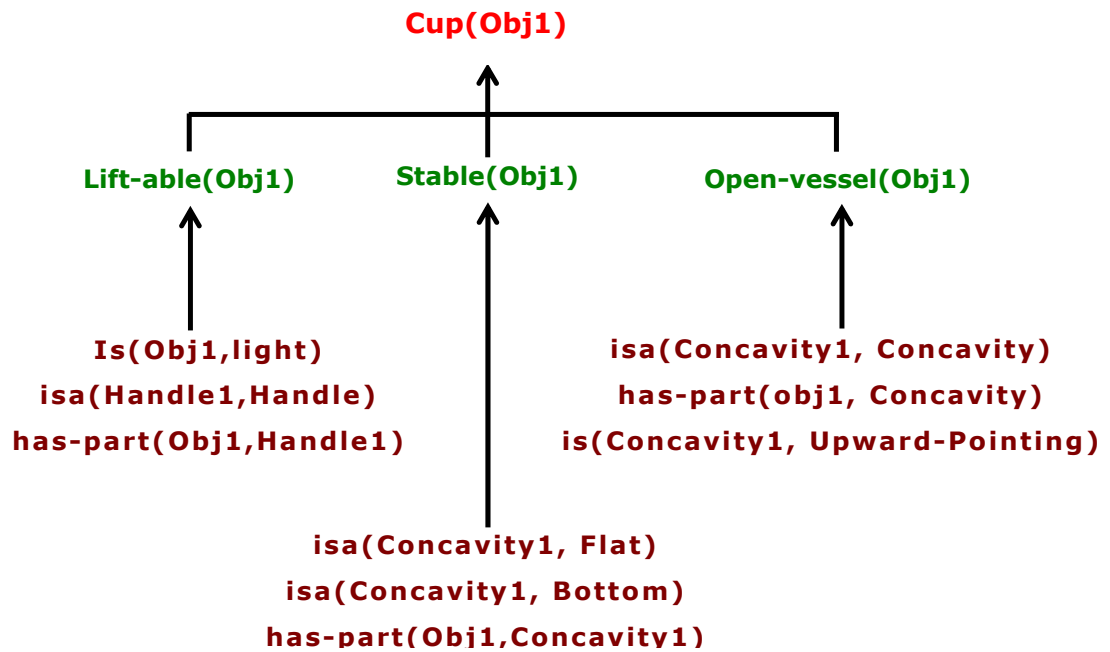 Cup(Obj1)
Lift-able(Obj1)
Stable(Obj1)
Open-vessel(Obj1)
Is(Obj1,light)
isa(Handle1,Handle)
has-part(Obj1,Handle1)
isa(Concavity1, Concavity)
has-part(obj1, Concavity)
is(Concavity1, Upward-Pointing)
isa(Concavity1, Flat)
isa(Concavity1, Bottom)
has-part(Obj1,Concavity1)